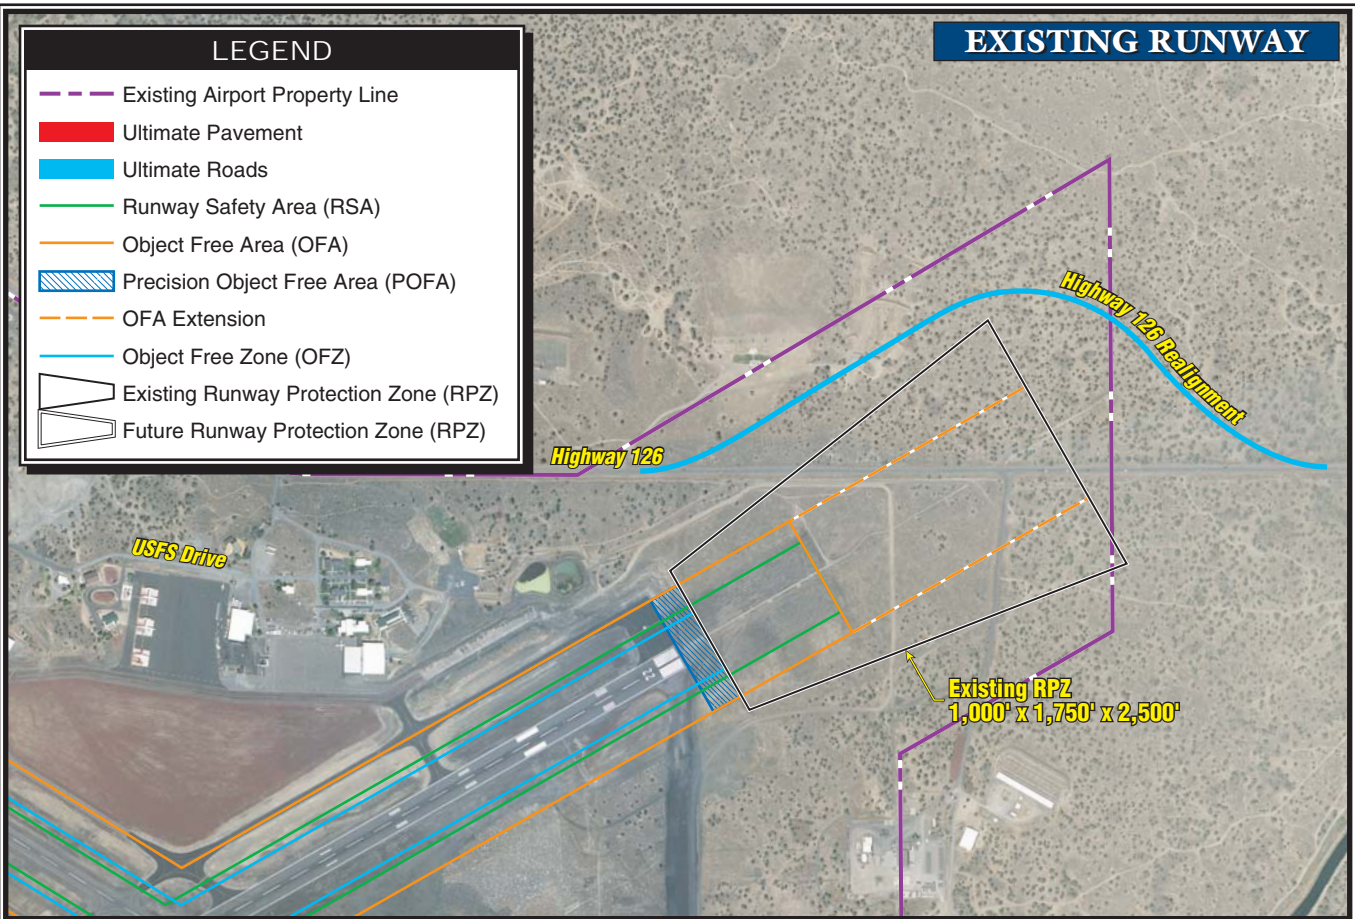 EXISTING RUNWAY
LEGEND
Existing Airport Property Line
Ultimate Pavement
Ultimate Roads
Runway Safety Area (RSA)
Object Free Area (OFA)
Precision Object Free Area (POFA)
OFA Extension
Object Free Zone (OFZ)
Existing Runway Protection Zone (RPZ)
Future Runway Protection Zone (RPZ)
Highway 126 Realignment
Highway 126
USFS Drive
Existing RPZ
1,000' x 1,750' x 2,500'